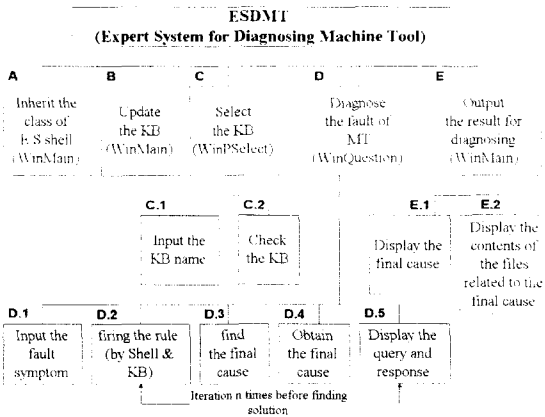 ESDMT
(Expert System for Diagnosing Machine Tool)
A
Inherit the
class of
E S shell
(WinMain)
B
Update
the KB
(WinMain)
C
Select
the KB
(WinPSelect)
D
Diagnose
the fault of
MT
(WinQuestion)
E
Output
the result for
diagnosing
(WinMain)
C.1
Input the
KB name
C.2
Check
the KB
E.1
Display the
final cause
E.2
Display the
contents of
the files
related to the
final cause
D.1
Input the
fault
symptom
D.2
firing the rule
(by Shell &
KB)
D.3
find
the final
cause
D.4
Obtain
the final
cause
D.5
Display the
query and
response
Iteration n times before finding
solution